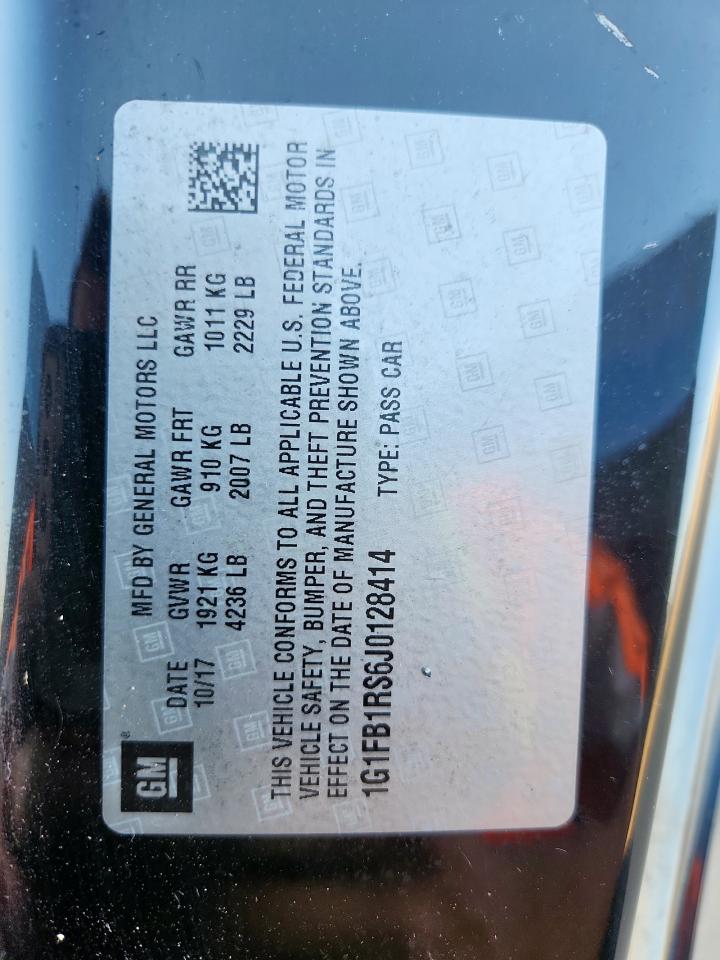 GM ®
MFD BY GENERAL MOTORS LLC
DATE GVWR GAWR FRT GAWR RR
10/17 1921 KG 910 KG 1011 KG
4236 LB 2007 LB 2229 LB
THIS VEHICLE CONFORMS TO ALL APPLICABLE U.S. FEDERAL MOTOR
VEHICLE SAFETY, BUMPER, AND THEFT PREVENTION STANDARDS IN
EFFECT ON THE DATE OF MANUFACTURE SHOWN ABOVE.
1G1FB1RS6J0128414 TYPE: PASS CAR